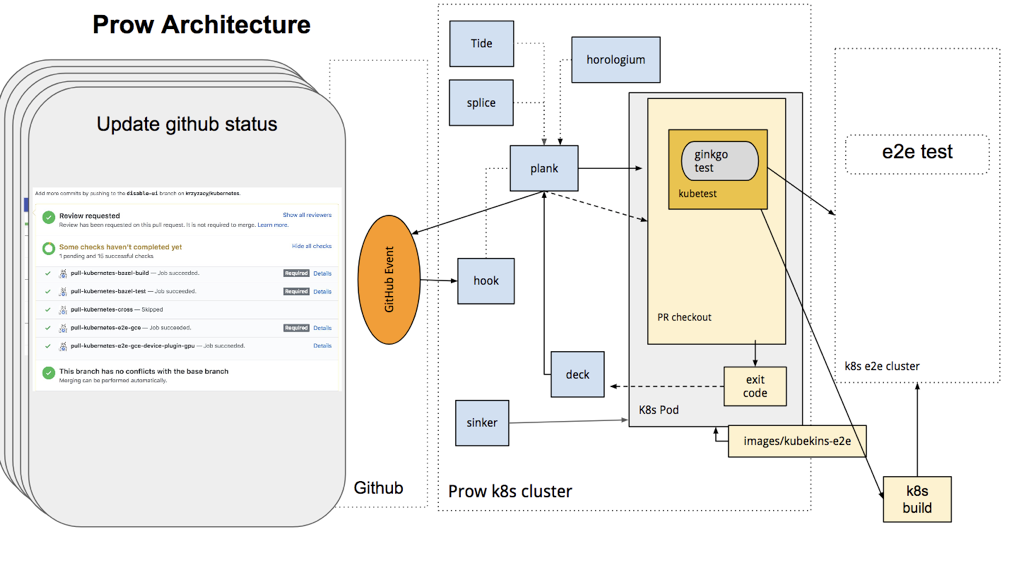 Prow Architecture
Update github status
Add more commits by pushing to the disable-ui branch on krzyzacy/kubernetes.
Review requested
Show all reviewers
Review has been requested on this pull request. It is not required to merge. Learn more.
Some checks haven't completed yet
Hide all checks
1 pending and 15 successful checks
pull-kubernetes-bazel-build — Job succeeded. Required Details
pull-kubernetes-bazel-test — Job succeeded. Required Details
pull-kubernetes-cross — Skipped
pull-kubernetes-e2e-gce — Job succeeded. Required Details
pull-kubernetes-e2e-gce-device-plugin-gpu — Job succeeded. Details
This branch has no conflicts with the base branch
Merging can be performed automatically.
Github
GitHub Event
Tide
splice
horologium
plank
hook
deck
sinker
Prow k8s cluster
ginkgo
test
kubetest
PR checkout
exit
code
K8s Pod
images/kubekins-e2e
e2e test
k8s e2e cluster
k8s
build